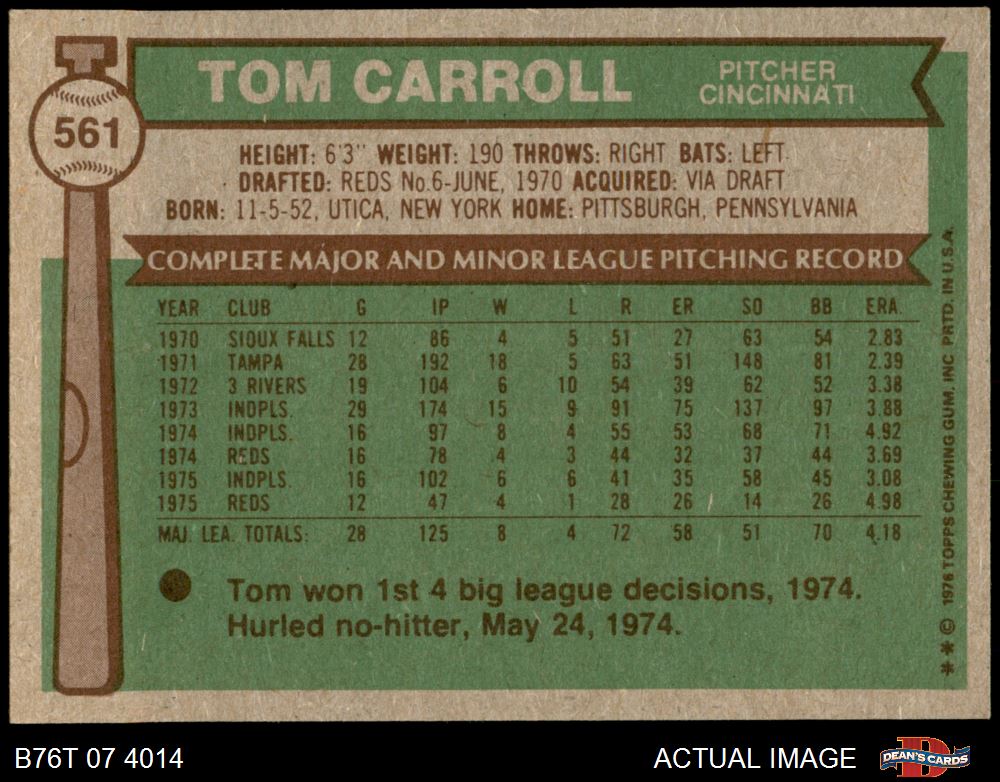 TOM CARROLL
PITCHER
CINCINNATI
561
HEIGHT: 6'3" WEIGHT: 190 THROWS: RIGHT BATS: LEFT
DRAFTED: REDS No.6-JUNE, 1970 ACQUIRED: VIA DRAFT
BORN: 11-5-52, UTICA, NEW YORK HOME: PITTSBURGH, PENNSYLVANIA
COMPLETE MAJOR AND MINOR LEAGUE PITCHING RECORD
YEAR CLUB G IP W L R ER SO BB ERA
1970 SIOUX FALLS 12 86 4 5 51 27 63 54 2.83
1971 TAMPA 28 192 18 5 63 51 148 81 2.39
1972 3 RIVERS 19 104 6 10 54 39 62 52 3.38
1973 INDPLS. 29 174 15 9 91 75 137 97 3.88
1974 INDPLS. 16 97 8 4 55 53 68 71 4.92
1974 REDS 16 78 4 3 44 32 37 44 3.69
1975 INDPLS. 16 102 6 6 41 35 58 45 3.08
1975 REDS 12 47 4 1 28 26 14 26 4.98
MAJ. LEA. TOTALS: 28 125 8 4 72 58 51 70 4.18
Tom won 1st 4 big league decisions, 1974.
Hurled no-hitter, May 24, 1974.
** © 1976 TOPPS CHEWING GUM, INC. PRTD. IN U.S.A.
B76T 07 4014
ACTUAL IMAGE
D
DEAN'S CARDS